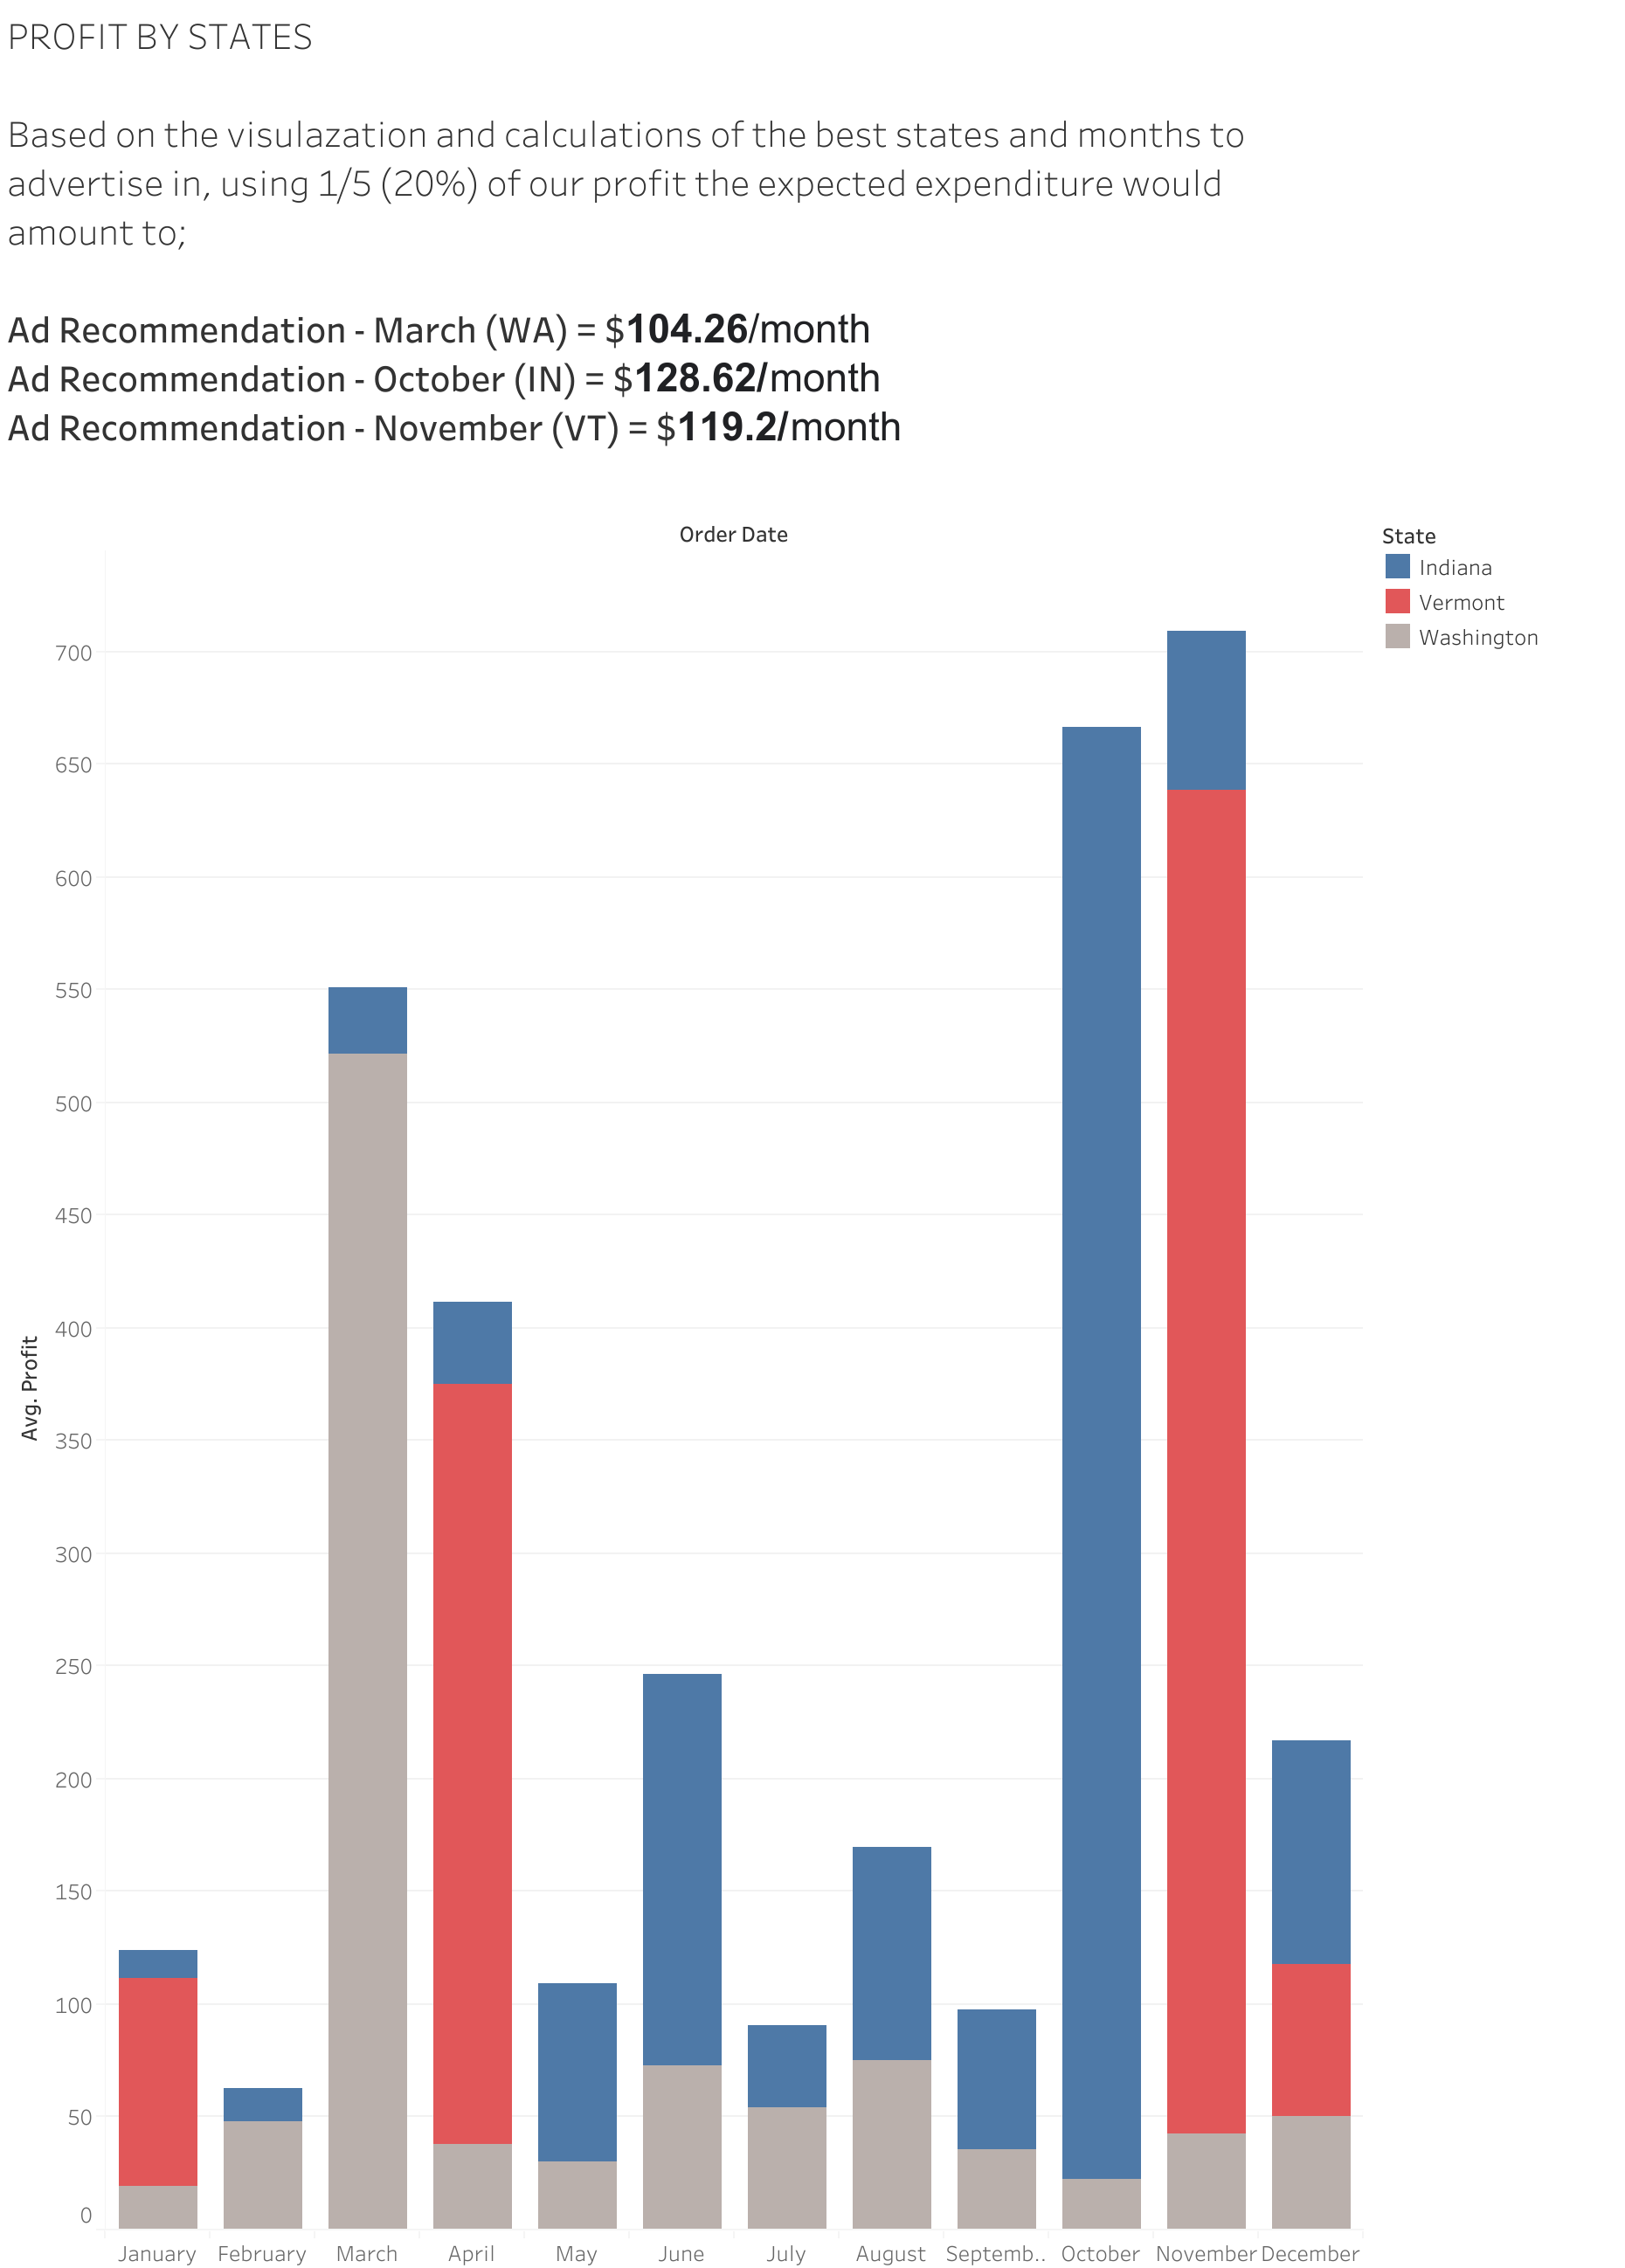 PROFIT BY STATES
Based on the visulazation and calculations of the best states and months to
advertise in, using 1/5 (20%) of our profit the expected expenditure would
amount to;
Ad Recommendation - March (WA) = $104.26/month
Ad Recommendation - October (IN) = $128.62/month
Ad Recommendation - November (VT) = $119.2/month
Order Date
State
Indiana
Vermont
Washington
700
650
600
550
500
450
400
350
300
250
200
150
100
50
0
Avg. Profit
January February March April May June July August Septemb.. October November December